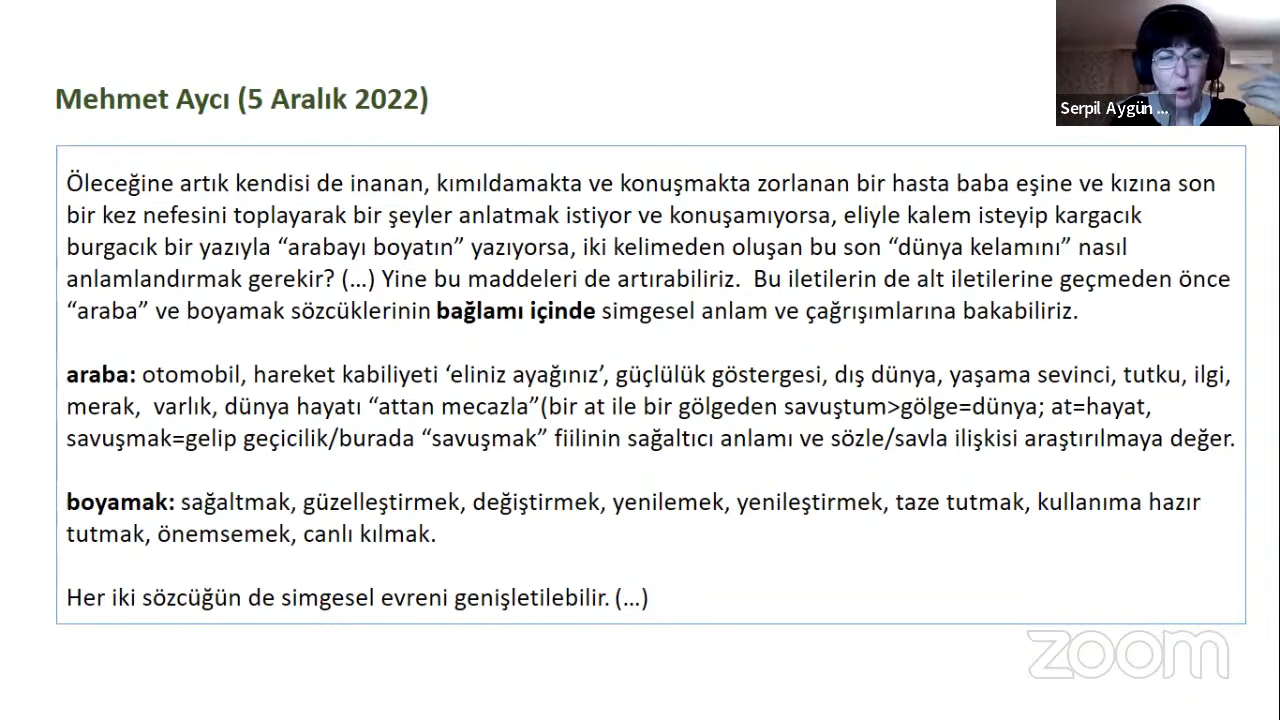 Mehmet Aycı (5 Aralık 2022)
Serpil Aygün ...
Öleceğine artık kendisi de inanan, kımıldamakta ve konuşmakta zorlanan bir hasta baba eşine ve kızına son
bir kez nefesini toplayarak bir şeyler anlatmak istiyor ve konuşamıyorsa, eliyle kalem isteyip kargacık
burgacık bir yazıyla “arabayı boyatın” yazıyorsa, iki kelimeden oluşan bu son “dünya kelamını” nasıl
anlamlandırmak gerekir? (…) Yine bu maddeleri de artırabiliriz.  Bu iletilerin de alt iletilerine geçmeden önce
“araba” ve boyamak sözcüklerinin bağlamı içinde simgesel anlam ve çağrışımlarına bakabiliriz.
araba: otomobil, hareket kabiliyeti ‘eliniz ayağınız’, güçlülük göstergesi, dış dünya, yaşama sevinci, tutku, ilgi,
merak,  varlık, dünya hayatı “attan mecazla”(bir at ile bir gölgeden savuştum>gölge=dünya; at=hayat,
savuşmak=gelip geçicilik/burada “savuşmak” fiilinin sağaltıcı anlamı ve sözle/savla ilişkisi araştırılmaya değer.
boyamak: sağaltmak, güzelleştirmek, değiştirmek, yenilemek, yenileştirmek, taze tutmak, kullanıma hazır
tutmak, önemsemek, canlı kılmak.
Her iki sözcüğün de simgesel evreni genişletilebilir. (…)
zoom